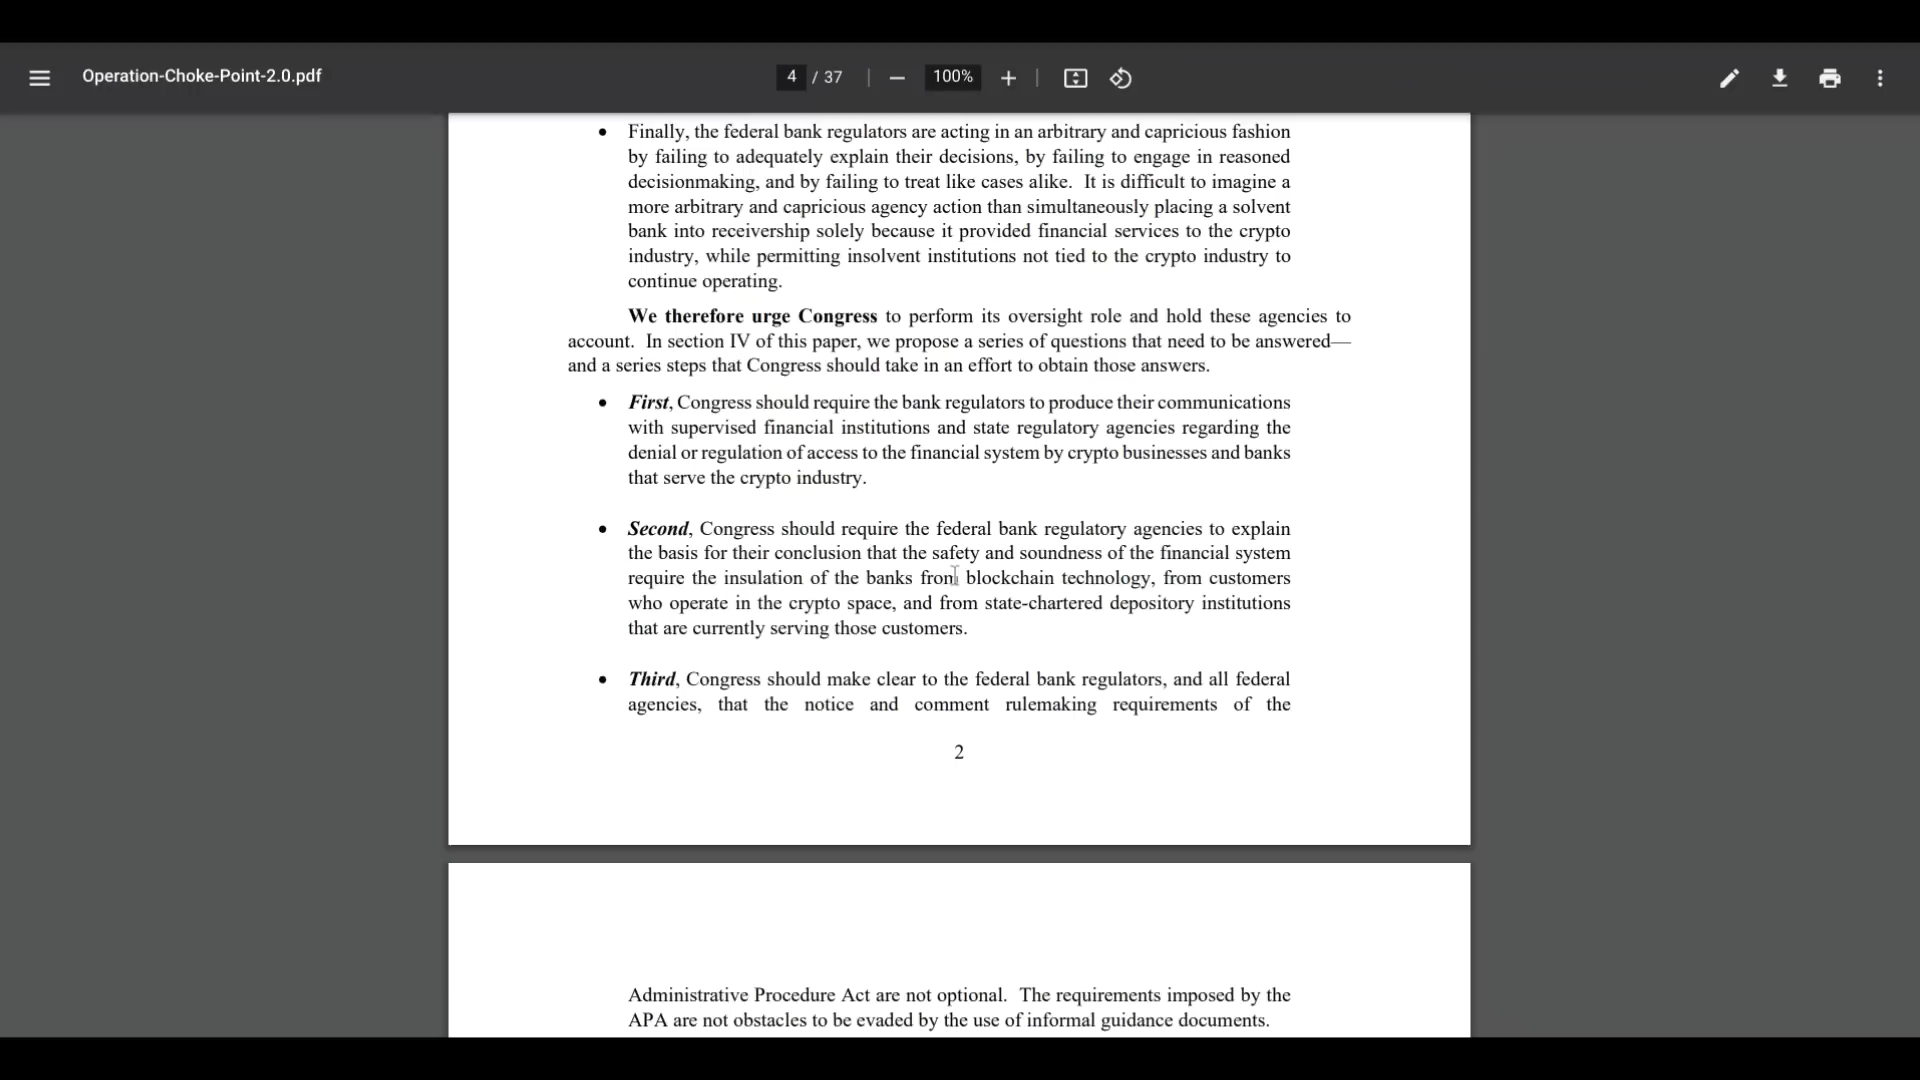 Operation-Choke-Point-2.0.pdf
4 / 37
100%
• Finally, the federal bank regulators are acting in an arbitrary and capricious fashion
by failing to adequately explain their decisions, by failing to engage in reasoned
decisionmaking, and by failing to treat like cases alike. It is difficult to imagine a
more arbitrary and capricious agency action than simultaneously placing a solvent
bank into receivership solely because it provided financial services to the crypto
industry, while permitting insolvent institutions not tied to the crypto industry to
continue operating.
We therefore urge Congress to perform its oversight role and hold these agencies to
account. In section IV of this paper, we propose a series of questions that need to be answered—
and a series steps that Congress should take in an effort to obtain those answers.
• First, Congress should require the bank regulators to produce their communications
with supervised financial institutions and state regulatory agencies regarding the
denial or regulation of access to the financial system by crypto businesses and banks
that serve the crypto industry.
• Second, Congress should require the federal bank regulatory agencies to explain
the basis for their conclusion that the safety and soundness of the financial system
require the insulation of the banks from blockchain technology, from customers
who operate in the crypto space, and from state-chartered depository institutions
that are currently serving those customers.
• Third, Congress should make clear to the federal bank regulators, and all federal
agencies, that the notice and comment rulemaking requirements of the
2
Administrative Procedure Act are not optional. The requirements imposed by the
APA are not obstacles to be evaded by the use of informal guidance documents.